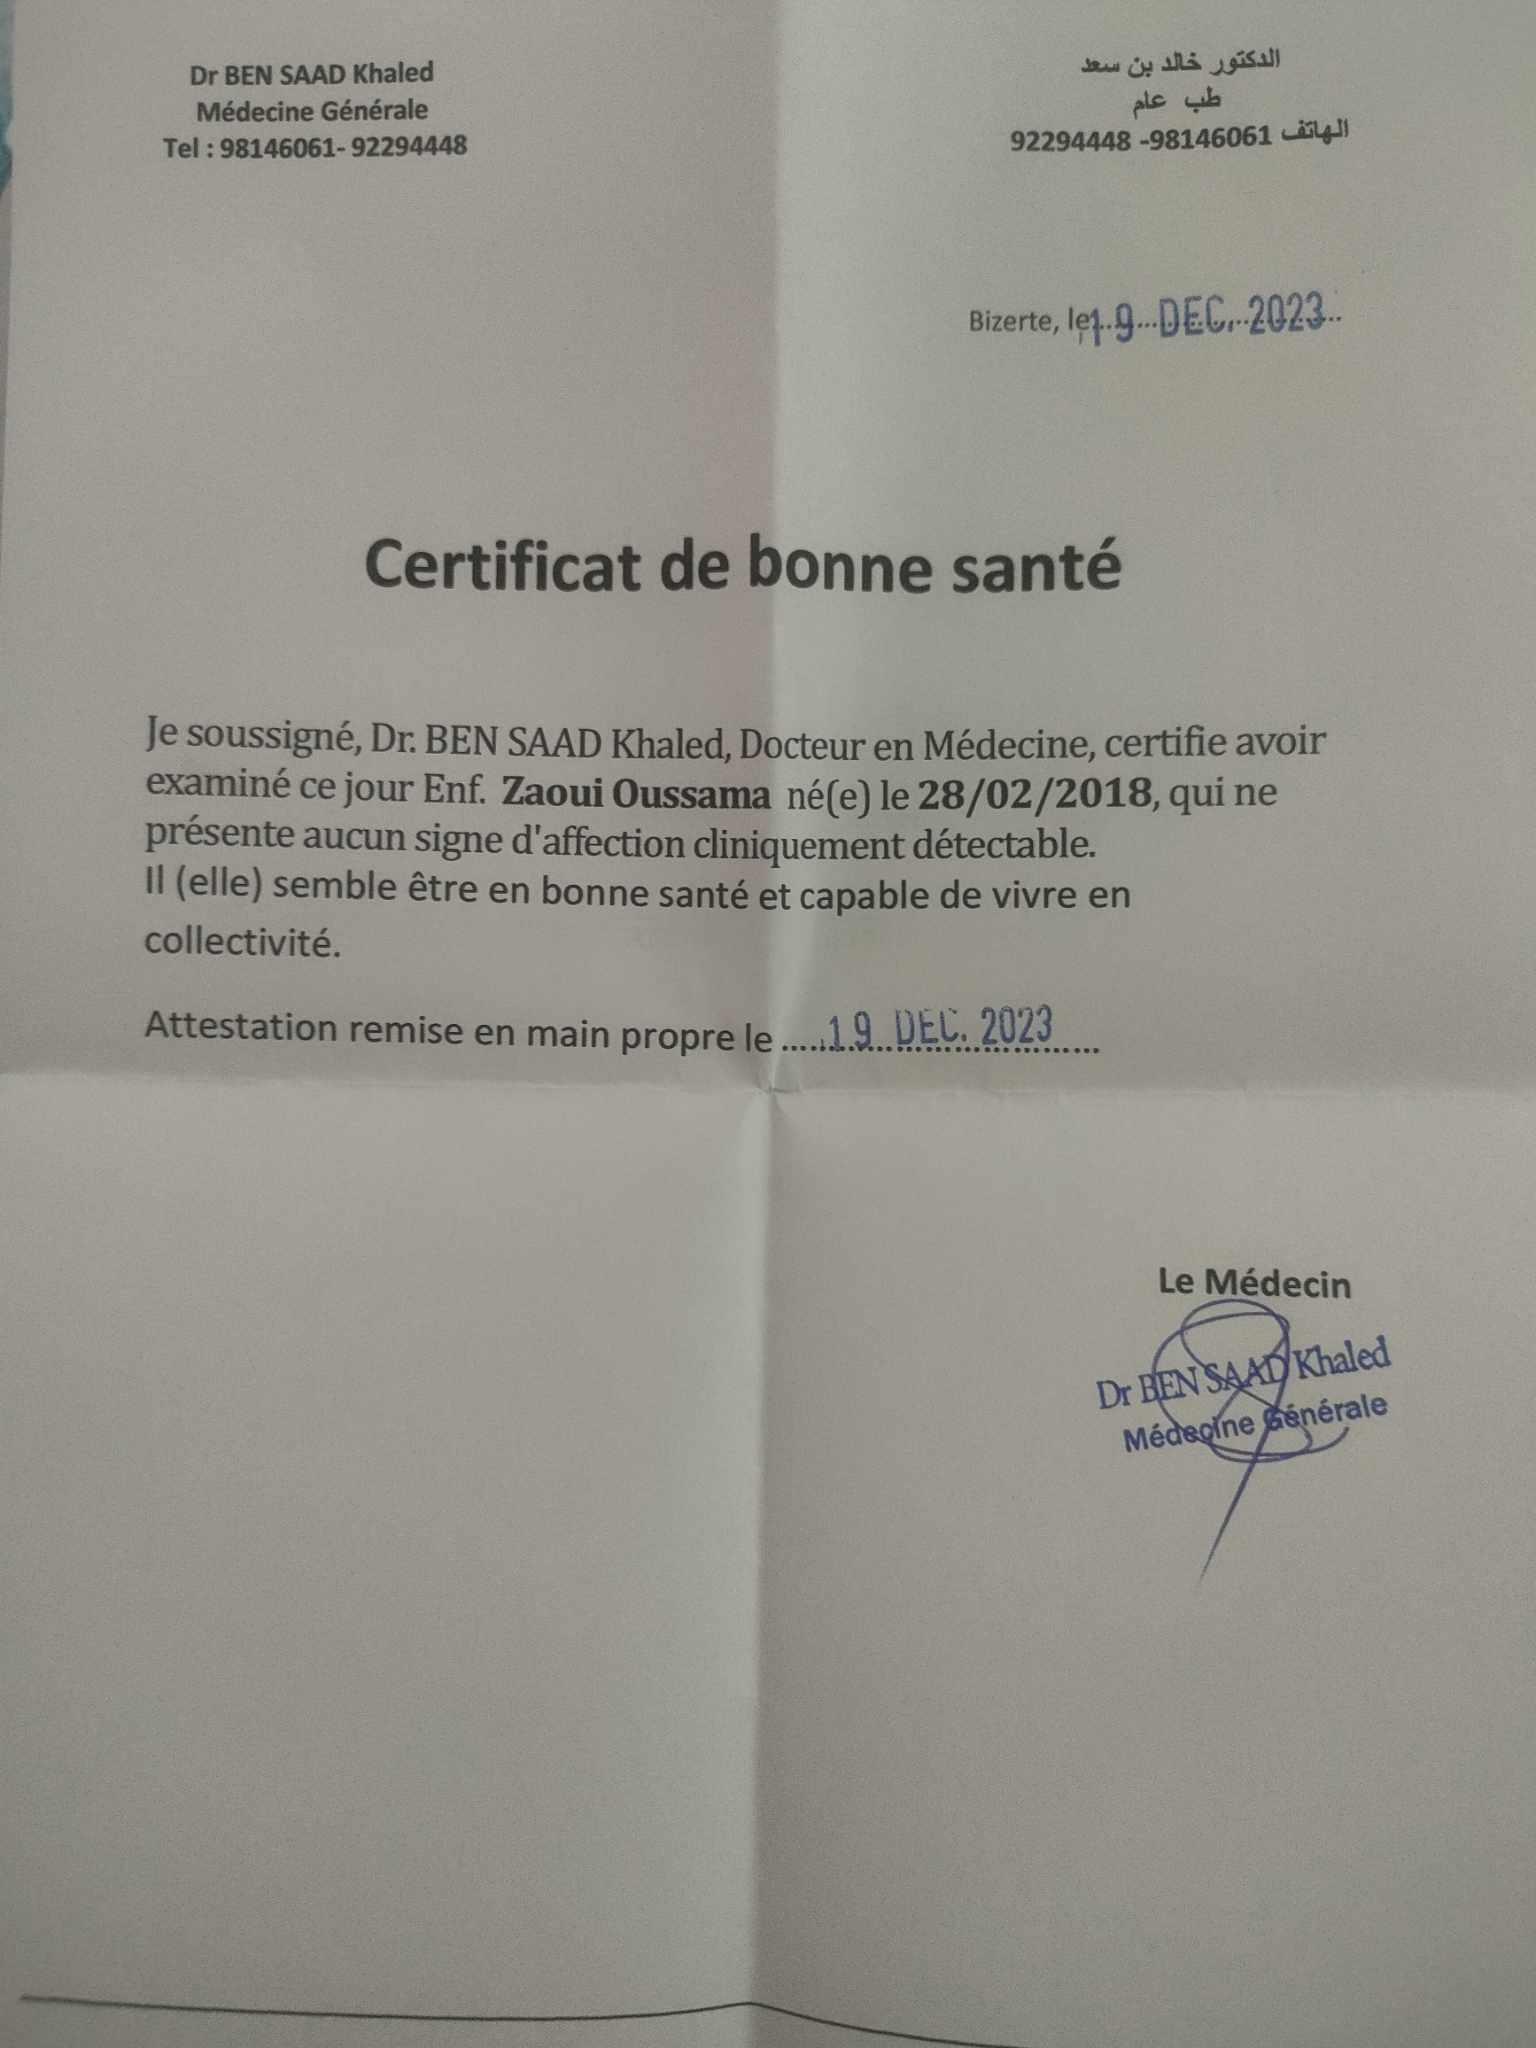 Dr BEN SAAD Khaled
Médecine Générale
Tel : 98146061- 92294448
الدكتور خالد بن سعد
طب عام
الهاتف 98146061- 92294448
Bizerte, le 19 DEC. 2023
Certificat de bonne santé
Je soussigné, Dr. BEN SAAD Khaled, Docteur en Médecine, certifie avoir
examiné ce jour Enf. Zaoui Oussama né(e) le 28/02/2018, qui ne
présente aucun signe d'affection cliniquement détectable.
Il (elle) semble être en bonne santé et capable de vivre en
collectivité.
Attestation remise en main propre le ..... 19 DEC. 2023
Le Médecin
Dr BEN SAAD Khaled
Médecine Générale